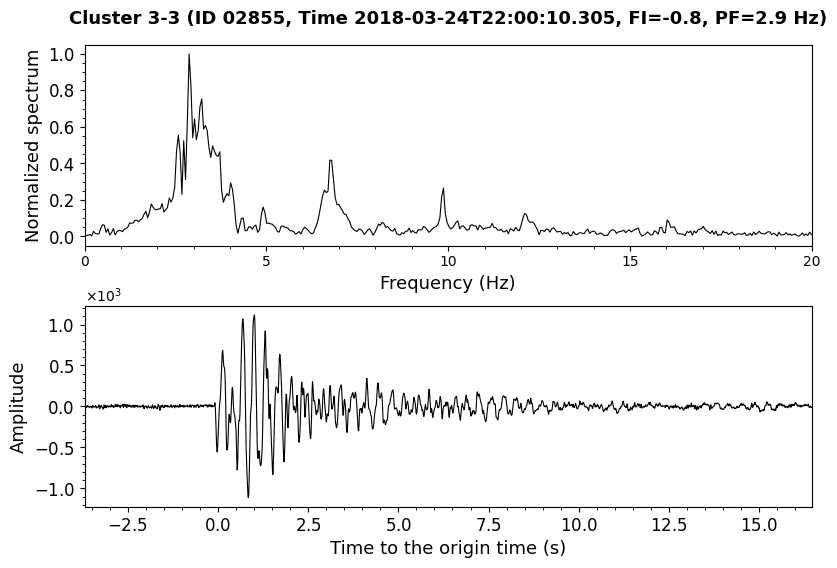 Cluster 3-3 (ID 02855, Time 2018-03-24T22:00:10.305, FI=-0.8, PF=2.9 Hz)
1.0
0.8
0.6
0.4
0.2
0.0
Normalized spectrum
0 5 10 15 20
Frequency (Hz)
×10³
1.0
0.5
0.0
−0.5
−1.0
Amplitude
−2.5 0.0 2.5 5.0 7.5 10.0 12.5 15.0
Time to the origin time (s)